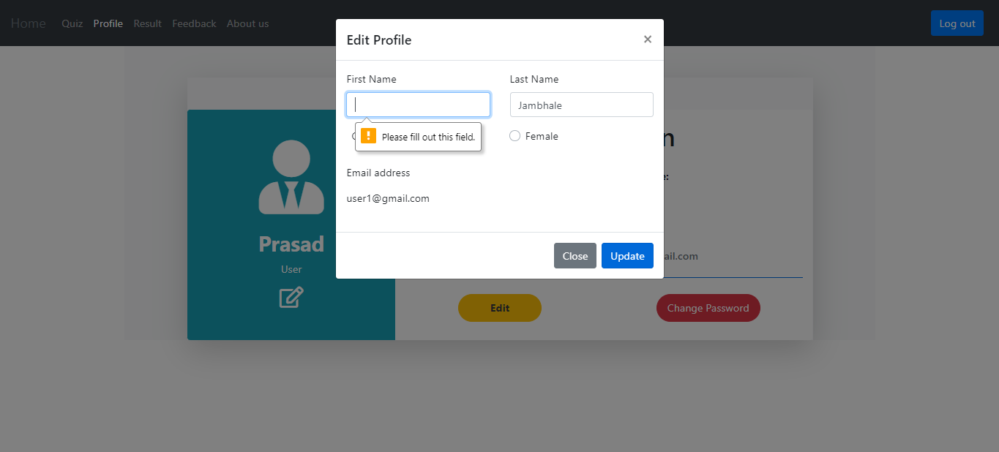 Home Quiz Profile Result Feedback About us Log out
Edit Profile ×
First Name Last Name
Jambhale
! Please fill out this field.
Female
Email address
user1@gmail.com
Close Update
Prasad
User
ail.com
Edit Change Password